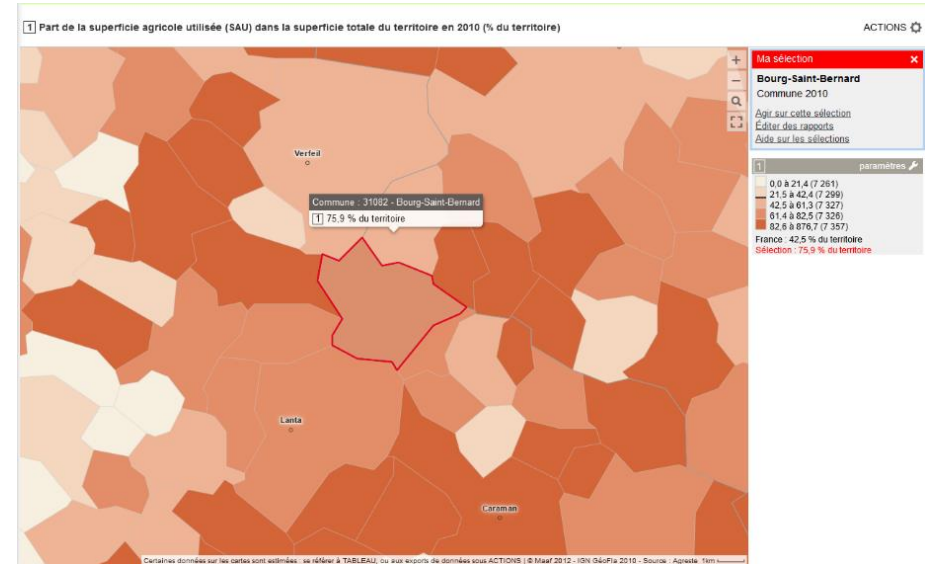 1 Part de la superficie agricole utilisée (SAU) dans la superficie totale du territoire en 2010 (% du territoire)
ACTIONS
Ma sélection ×
Bourg-Saint-Bernard
Commune 2010
Agir sur cette sélection
Éditer des rapports
Aide sur les sélections
1 paramètres
0,0 à 21,4 (7 261)
21,5 à 42,4 (7 299)
42,5 à 61,3 (7 327)
61,4 à 82,5 (7 326)
82,6 à 876,7 (7 357)
France : 42,5 % du territoire
Sélection : 75,9 % du territoire
+
−
Verfeil
Commune : 31082 - Bourg-Saint-Bernard
1 75,9 % du territoire
Lanta
Caraman
Certaines données sur les cartes sont estimées : se référer à TABLEAU, ou aux exports de données sous ACTIONS | © Maaf 2012 - IGN GéoFla 2010 - Source : Agreste 1km